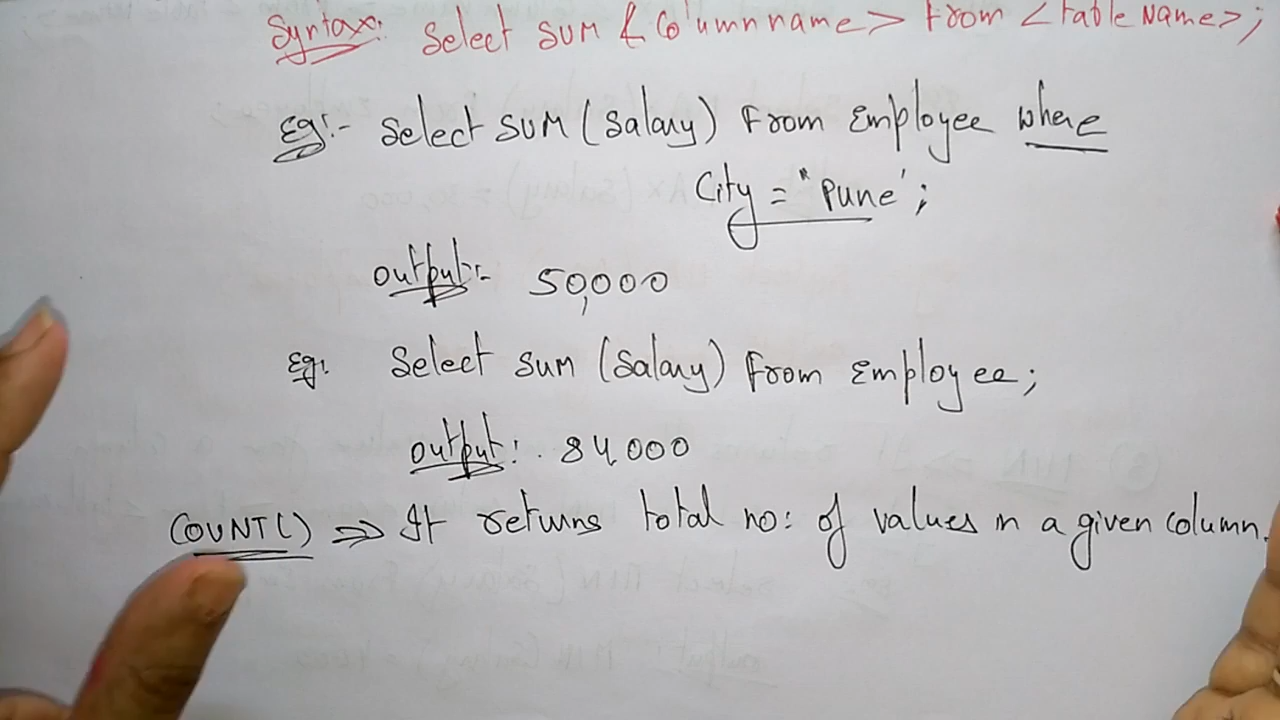 Syntax: Select SUM <Columnname> From <Table Name>;
Eg:- Select SUM (Salary) From Employee where
City = "Pune';
output:- 50,000
Eg: Select Sum (Salary) From Employee;
output: 84,000
COUNT() => It returns total no: of values in a given column.